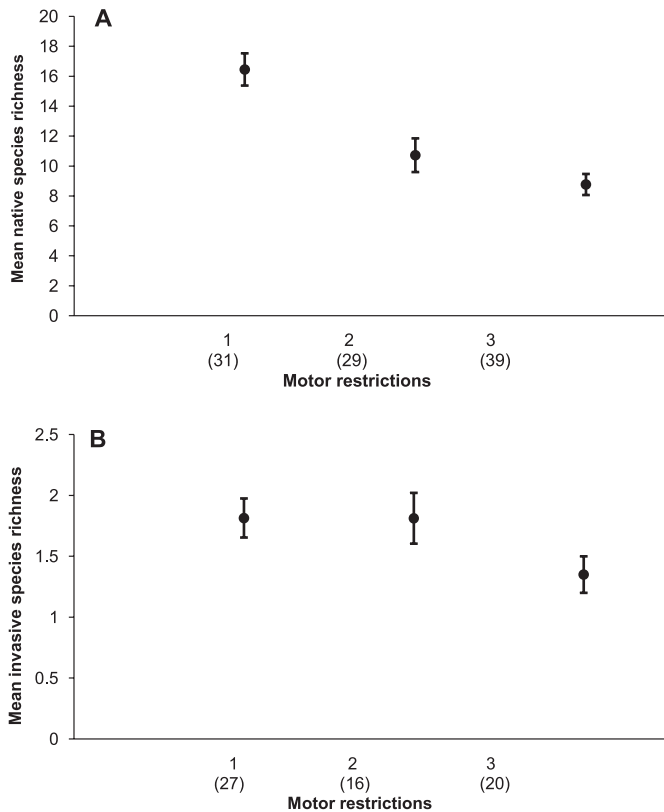 A
20
18
16
14
12
10
8
6
4
2
0
Mean native species richness
1 2 3
(31) (29) (39)
Motor restrictions
B
2.5
2
1.5
1
0.5
0
Mean invasive species richness
1 2 3
(27) (16) (20)
Motor restrictions